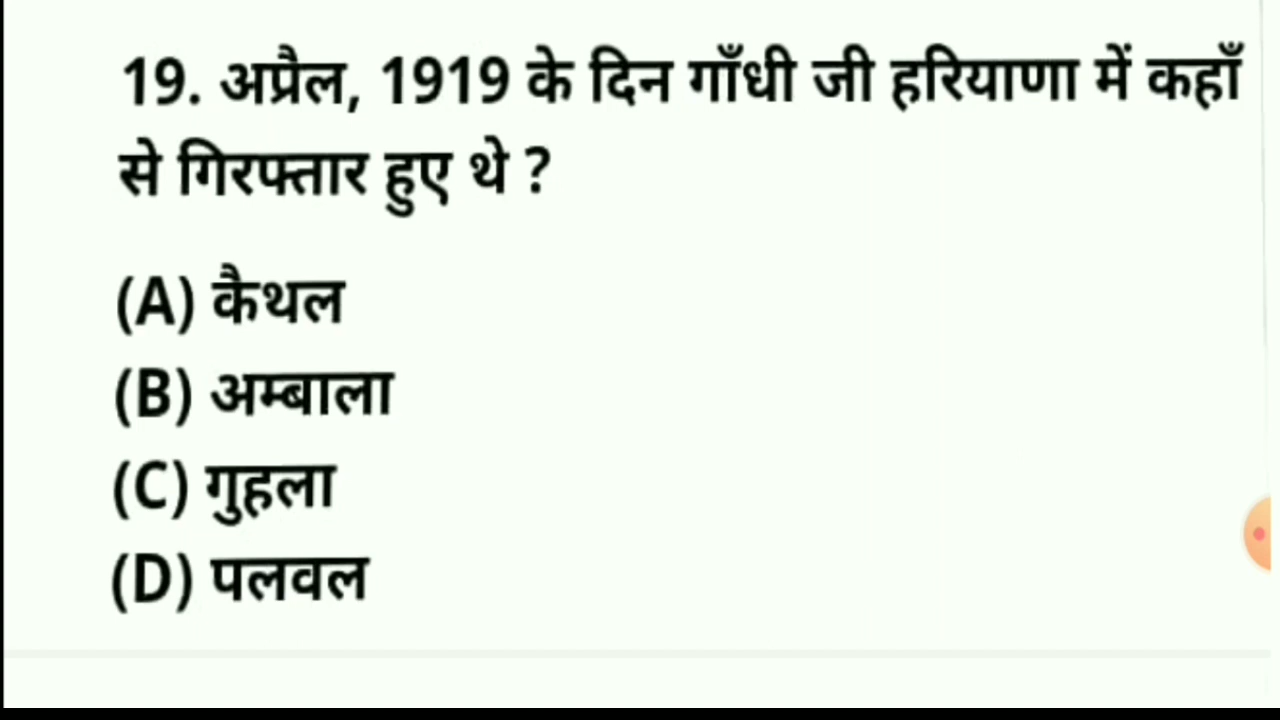 19. अप्रैल, 1919 के दिन गाँधी जी हरियाणा में कहाँ
से गिरफ्तार हुए थे ?
(A) कैथल
(B) अम्बाला
(C) गुहला
(D) पलवल